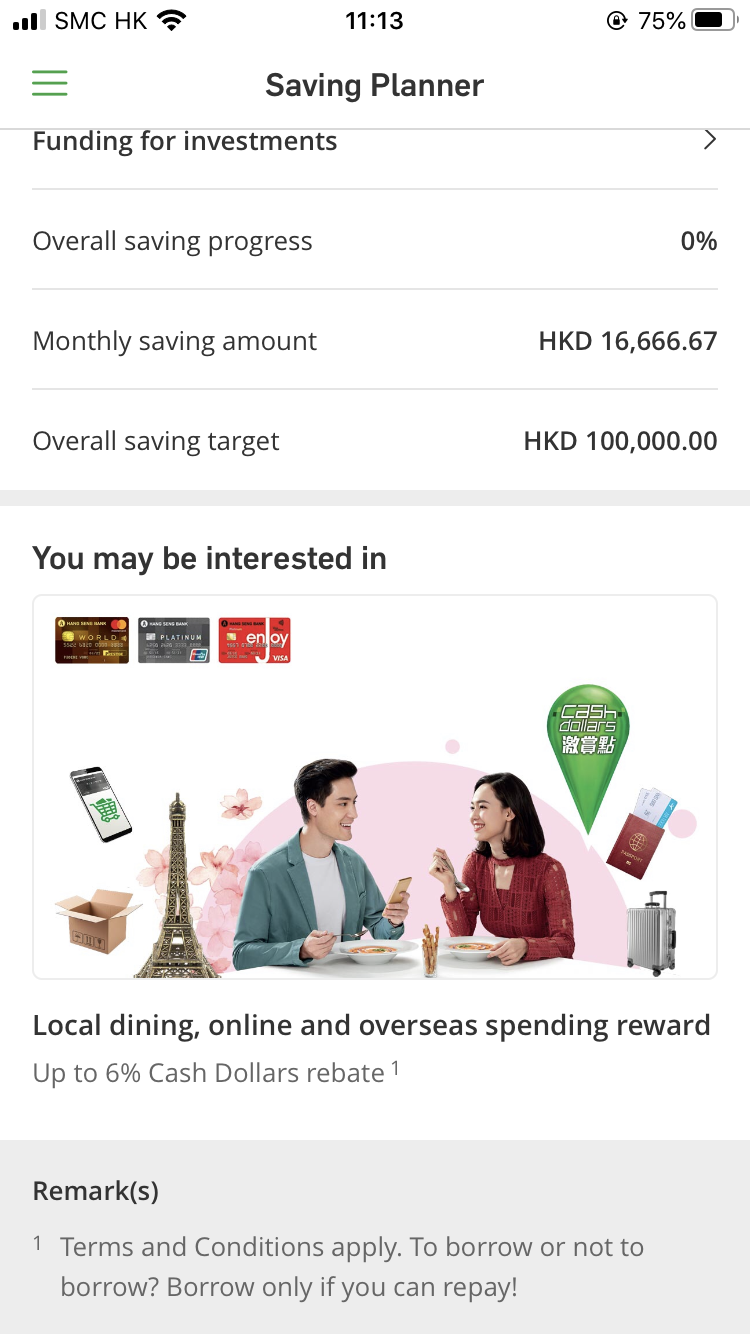 SMC HK
11:13
75%
Saving Planner
Funding for investments
Overall saving progress 0%
Monthly saving amount HKD 16,666.67
Overall saving target HKD 100,000.00
You may be interested in
HANG SENG BANK HANG SENG BANK HANG SENG BANK
WORLD PLATINUM enjoy
VISA
cash
dollars
激賞點
PASSPORT
Local dining, online and overseas spending reward
Up to 6% Cash Dollars rebate 1
Remark(s)
1 Terms and Conditions apply. To borrow or not to
borrow? Borrow only if you can repay!